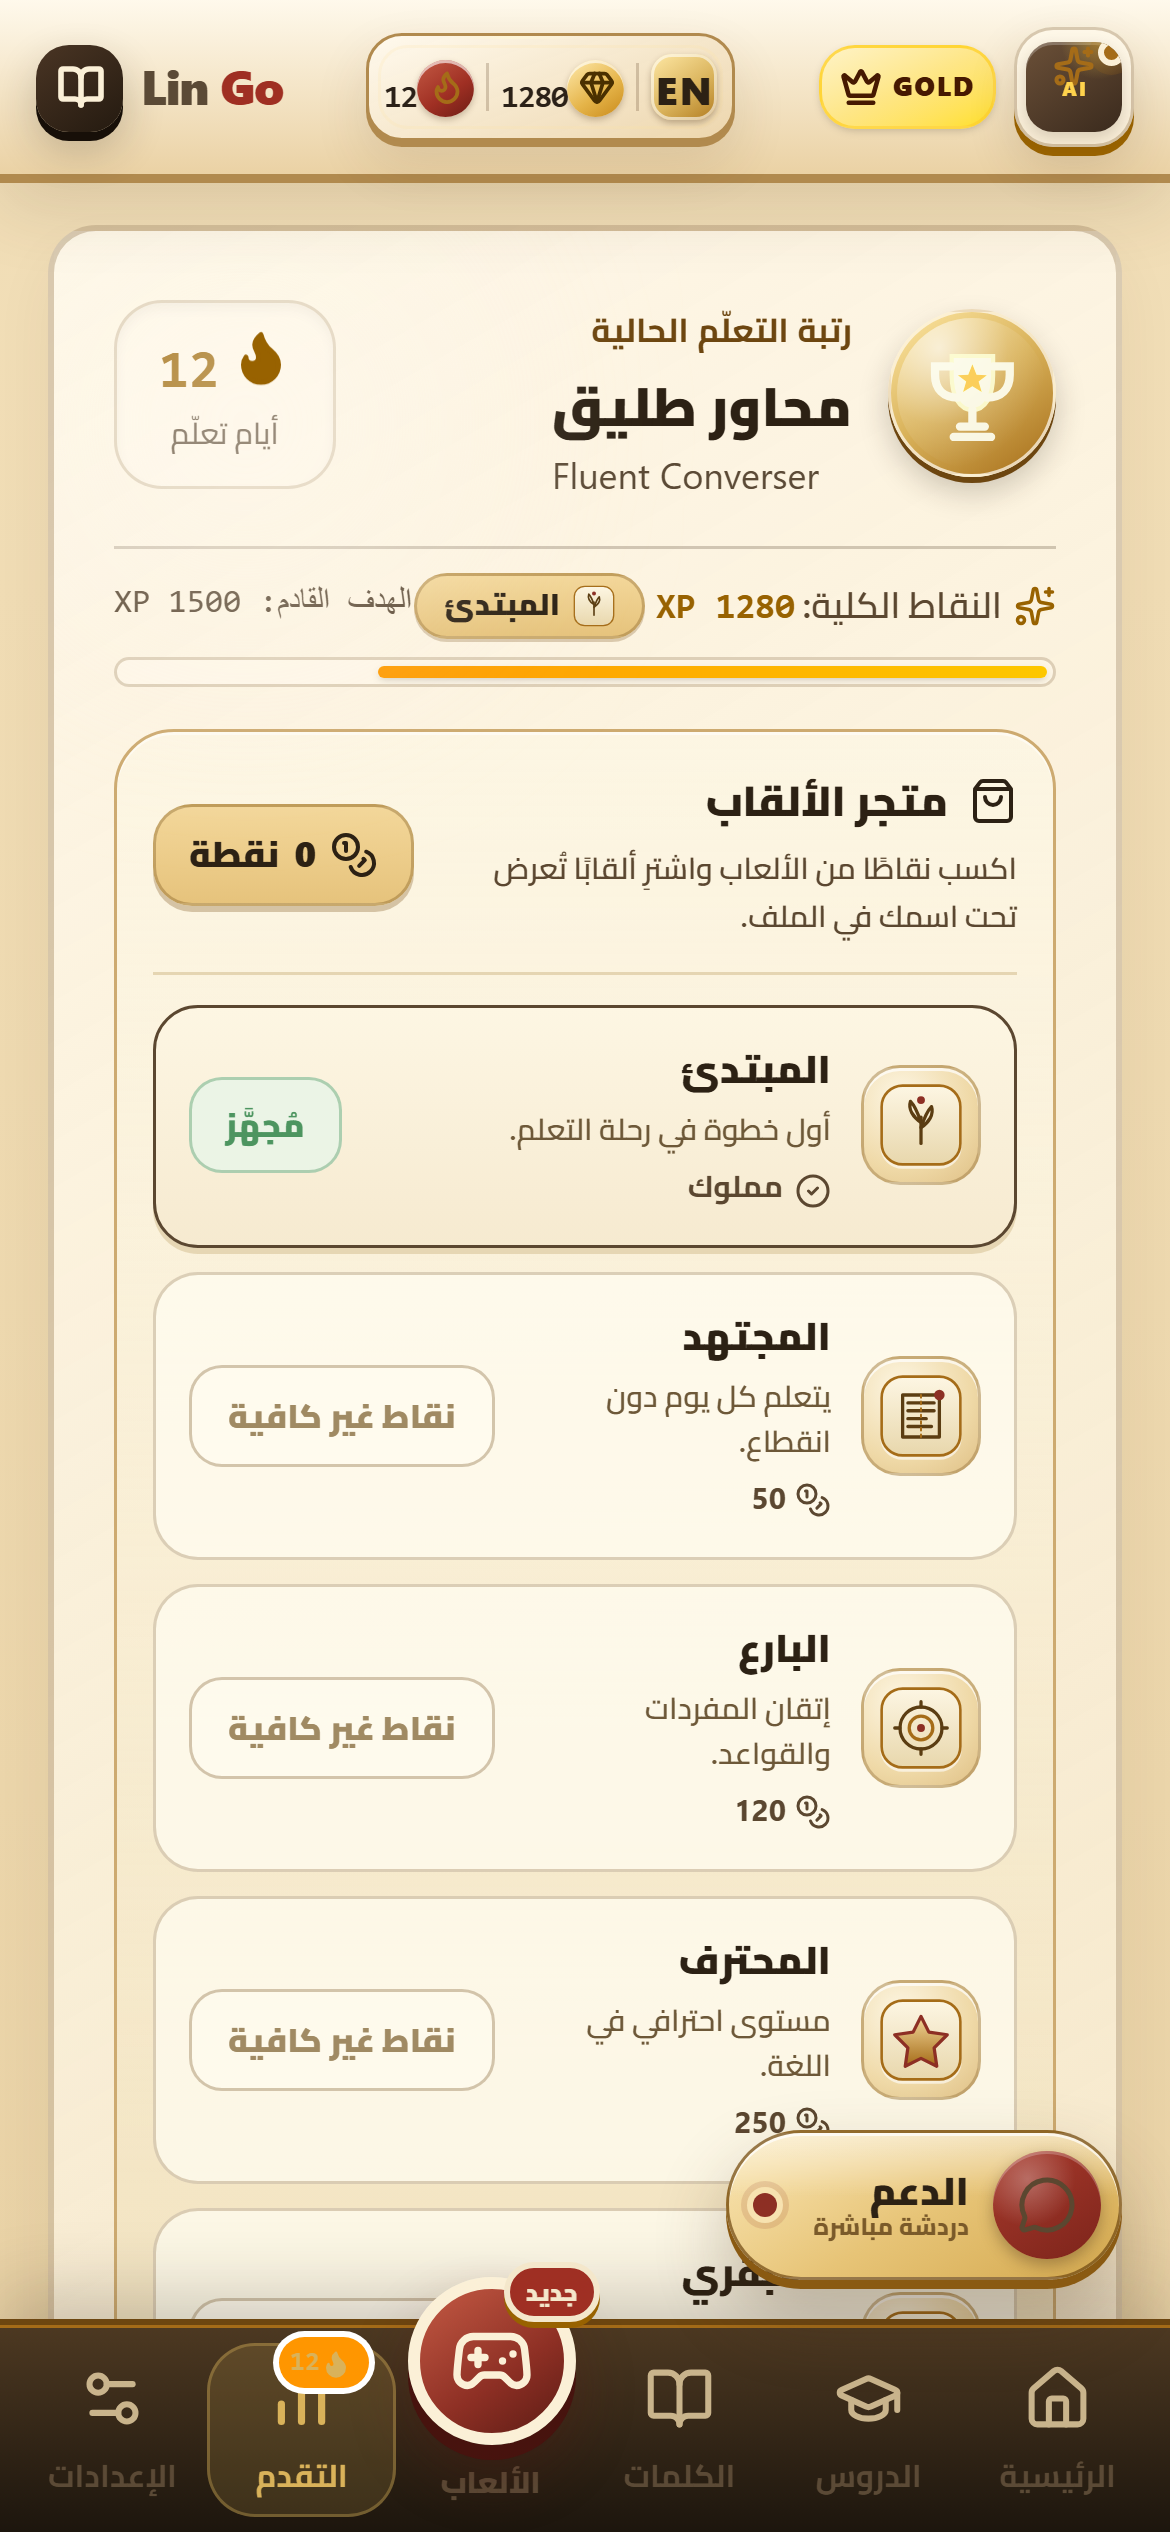 Lin Go
12
1280
EN
GOLD
AI
رتبة التعلّم الحالية
محاور طليق
Fluent Converser
12
أيام تعلّم
النقاط الكلية: 1280 XP
المبتدئ
الهدف القادم: 1500 XP
متجر الألقاب
اكسب نقاطًا من الألعاب واشترِ ألقابًا تُعرض
تحت اسمك في الملف.
0 نقطة
المبتدئ
أول خطوة في رحلة التعلم.
مملوك
مُجهَّز
المجتهد
يتعلم كل يوم دون
انقطاع.
50
نقاط غير كافية
البارع
إتقان المفردات
والقواعد.
120
نقاط غير كافية
المحترف
مستوى احترافي في
اللغة.
250
نقاط غير كافية
الدعم
دردشة مباشرة
جديد
12
الرئيسية
الدروس
الكلمات
الألعاب
التقدم
الإعدادات